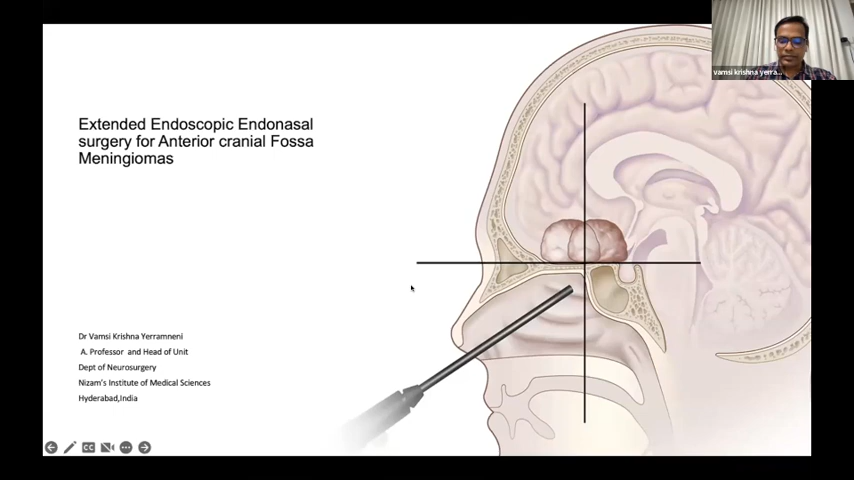 vamsi krishna yerra...
Extended Endoscopic Endonasal
surgery for Anterior cranial Fossa
Meningiomas
Dr Vamsi Krishna Yerramneni
A. Professor and Head of Unit
Dept of Neurosurgery
Nizam's Institute of Medical Sciences
Hyderabad,India
CC